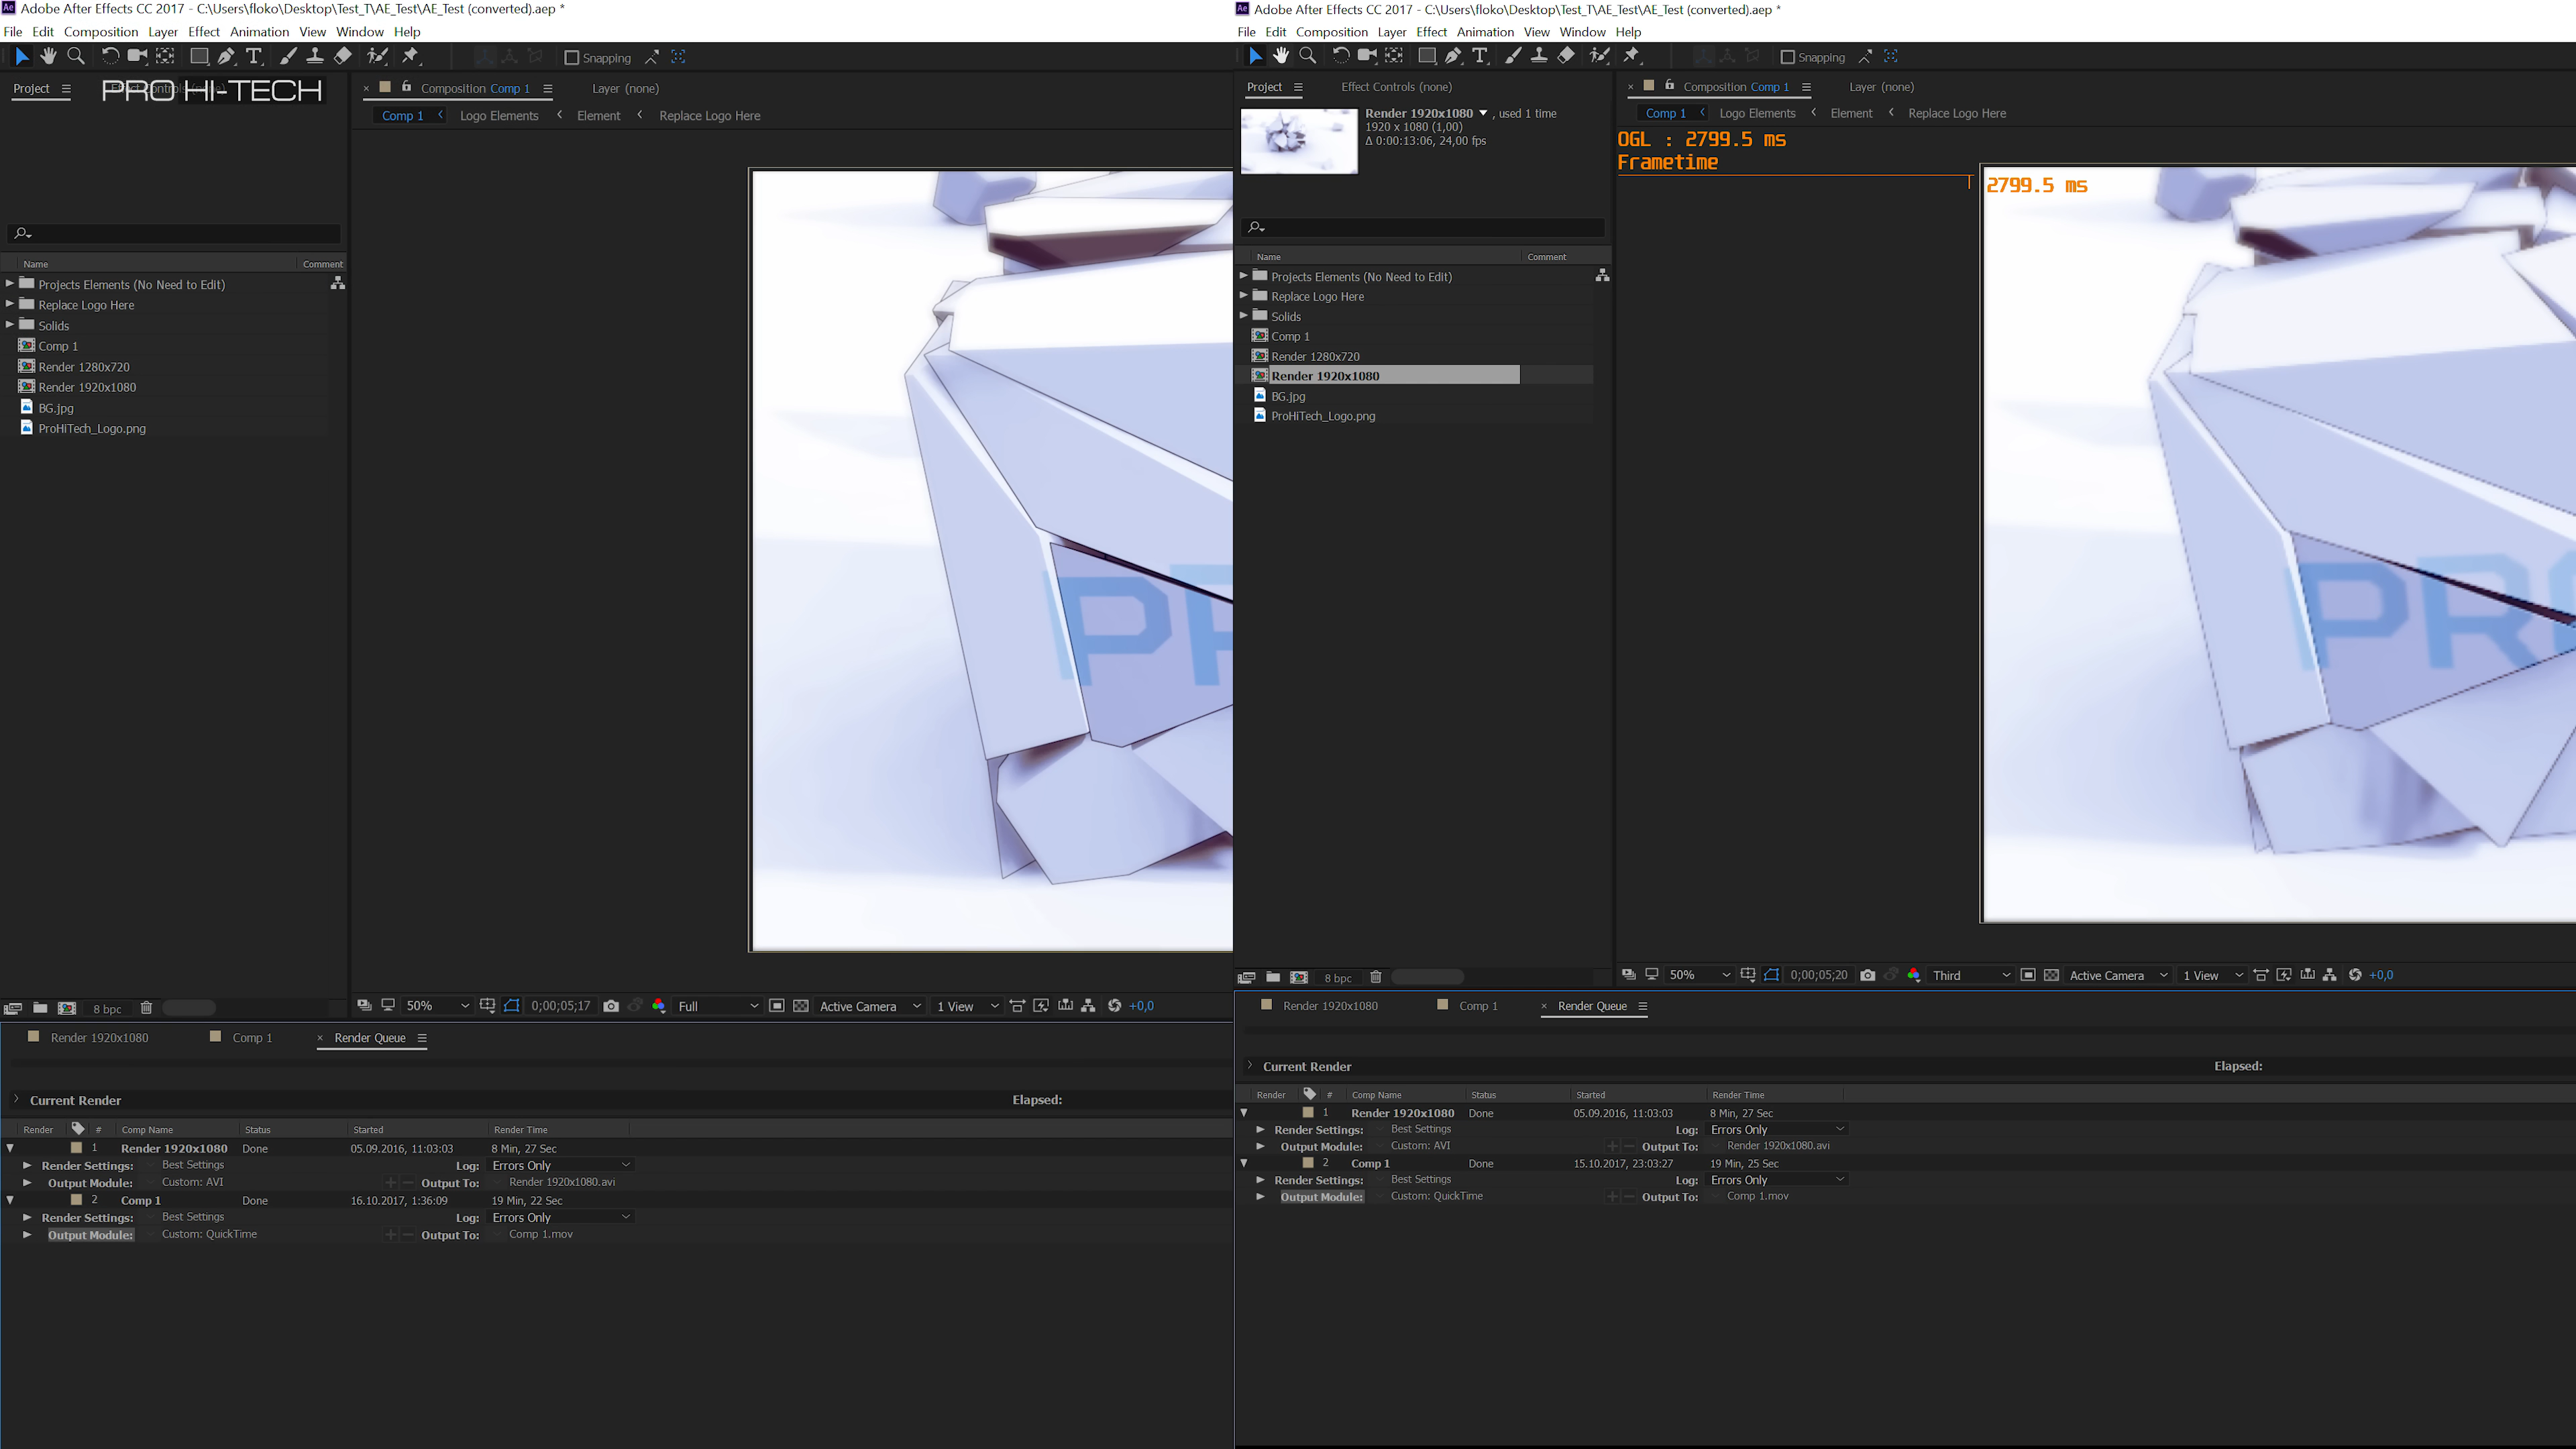 Adobe After Effects CC 2017 - C:\Users\floko\Desktop\Test_T\AE_Test\AE_Test (converted).aep *
File Edit Composition Layer Effect Animation View Window Help
Snapping
Project
PRO HI-TECH
Composition Comp 1
Layer (none)
Comp 1 Logo Elements Element Replace Logo Here
Name Comment
Projects Elements (No Need to Edit)
Replace Logo Here
Solids
Comp 1
Render 1280x720
Render 1920x1080
BG.jpg
ProHiTech_Logo.png
P
8 bpc
50% 0;00;05;17 Full Active Camera 1 View +0,0
Render 1920x1080 Comp 1 Render Queue
Current Render Elapsed:
Render # Comp Name Status Started Render Time
1 Render 1920x1080 Done 05.09.2016, 11:03:03 8 Min, 27 Sec
Render Settings: Best Settings Log: Errors Only
Output Module: Custom: AVI Output To: Render 1920x1080.avi
2 Comp 1 Done 16.10.2017, 1:36:09 19 Min, 22 Sec
Render Settings: Best Settings Log: Errors Only
Output Module: Custom: QuickTime Output To: Comp 1.mov
Adobe After Effects CC 2017 - C:\Users\floko\Desktop\Test_T\AE_Test\AE_Test (converted).aep *
File Edit Composition Layer Effect Animation View Window Help
Snapping
Project Effect Controls (none)
Composition Comp 1
Layer (none)
Render 1920x1080 , used 1 time
1920 x 1080 (1,00)
Δ 0:00:13:06, 24,00 fps
Comp 1 Logo Elements Element Replace Logo Here
OGL : 2799.5 ms
Frametime
2799.5 ms
Name Comment
Projects Elements (No Need to Edit)
Replace Logo Here
Solids
Comp 1
Render 1280x720
Render 1920x1080
BG.jpg
ProHiTech_Logo.png
PRO
8 bpc
50% 0;00;05;20 Third Active Camera 1 View +0,0
Render 1920x1080 Comp 1 Render Queue
Current Render Elapsed:
Render # Comp Name Status Started Render Time
1 Render 1920x1080 Done 05.09.2016, 11:03:03 8 Min, 27 Sec
Render Settings: Best Settings Log: Errors Only
Output Module: Custom: AVI Output To: Render 1920x1080.avi
2 Comp 1 Done 15.10.2017, 23:03:27 19 Min, 25 Sec
Render Settings: Best Settings Log: Errors Only
Output Module: Custom: QuickTime Output To: Comp 1.mov